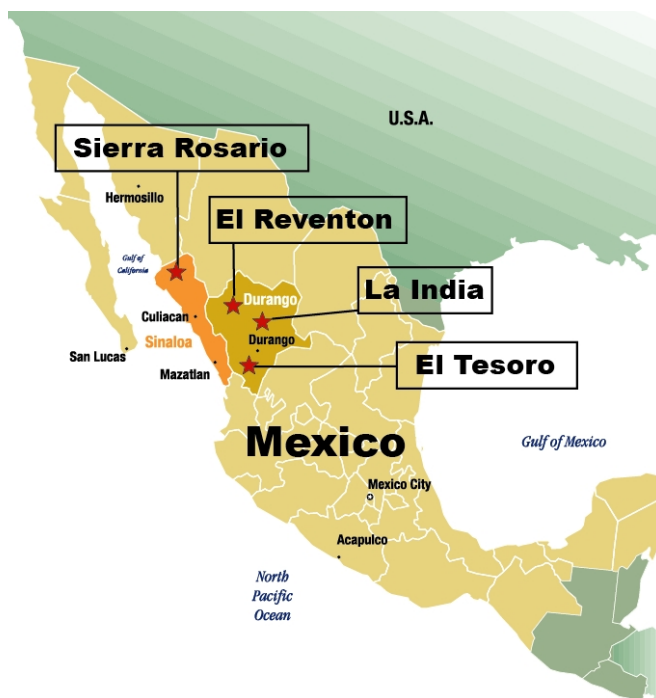 U.S.A.
Sierra Rosario
Hermosillo
El Reventon
Gulf of
California
La India
Durango
Culiacan
Durango
Sinaloa
San Lucas
Mazatlan
El Tesoro
Mexico
Gulf of Mexico
Mexico City
Acapulco
North
Pacific
Ocean